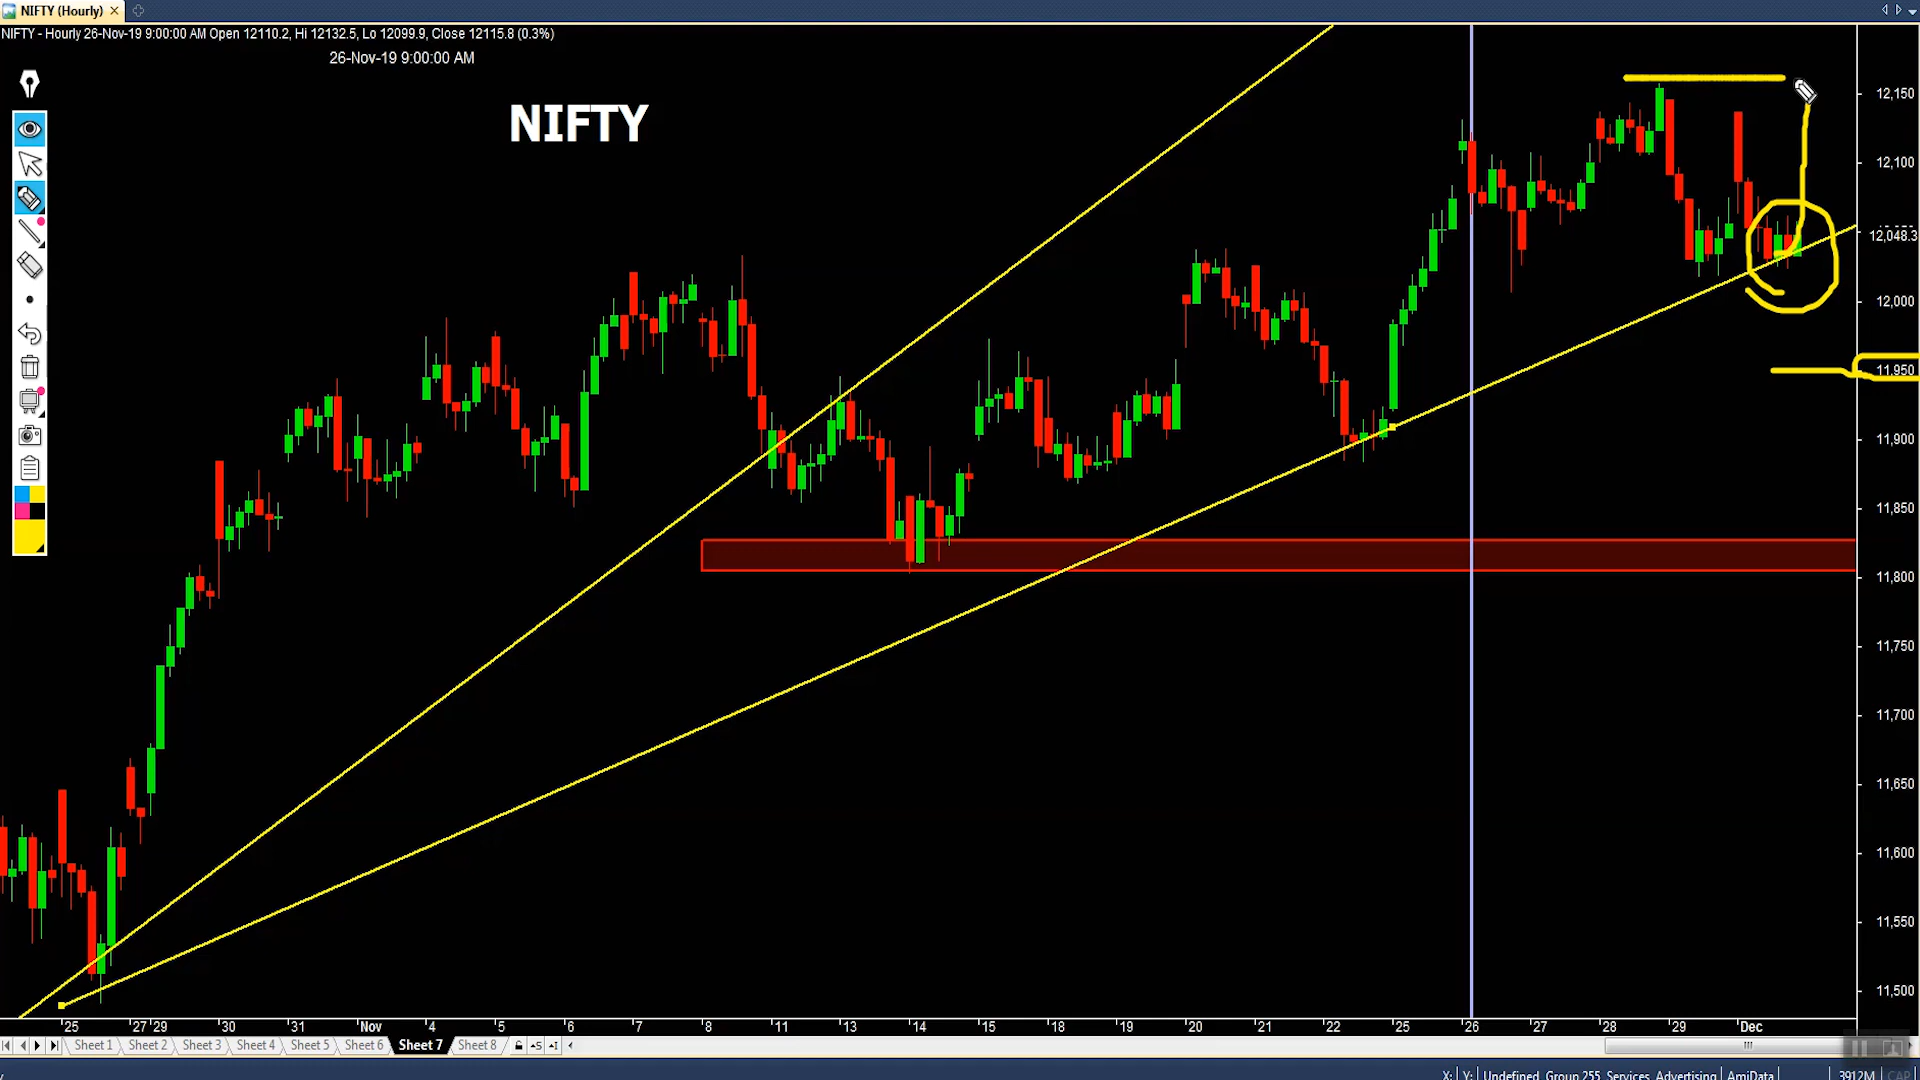 NIFTY (Hourly)
NIFTY - Hourly 26-Nov-19 9:00:00 AM Open 12110.2, Hi 12132.5, Lo 12099.9, Close 12115.8 (0.3%)
26-Nov-19 9:00:00 AM
NIFTY
12,150
12,100
12,048.3
12,000
11,950
11,900
11,850
11,800
11,750
11,700
11,650
11,600
11,550
11,500
25 27 29 30 31 Nov 4 5 6 7 8 11 13 14 15 18 19 20 21 22 25 26 27 28 29 Dec
Sheet 1 Sheet 2 Sheet 3 Sheet 4 Sheet 5 Sheet 6 Sheet 7 Sheet 8
X: Y: Undefined, Group 255, Services, Advertising AmiData 3912M CAP